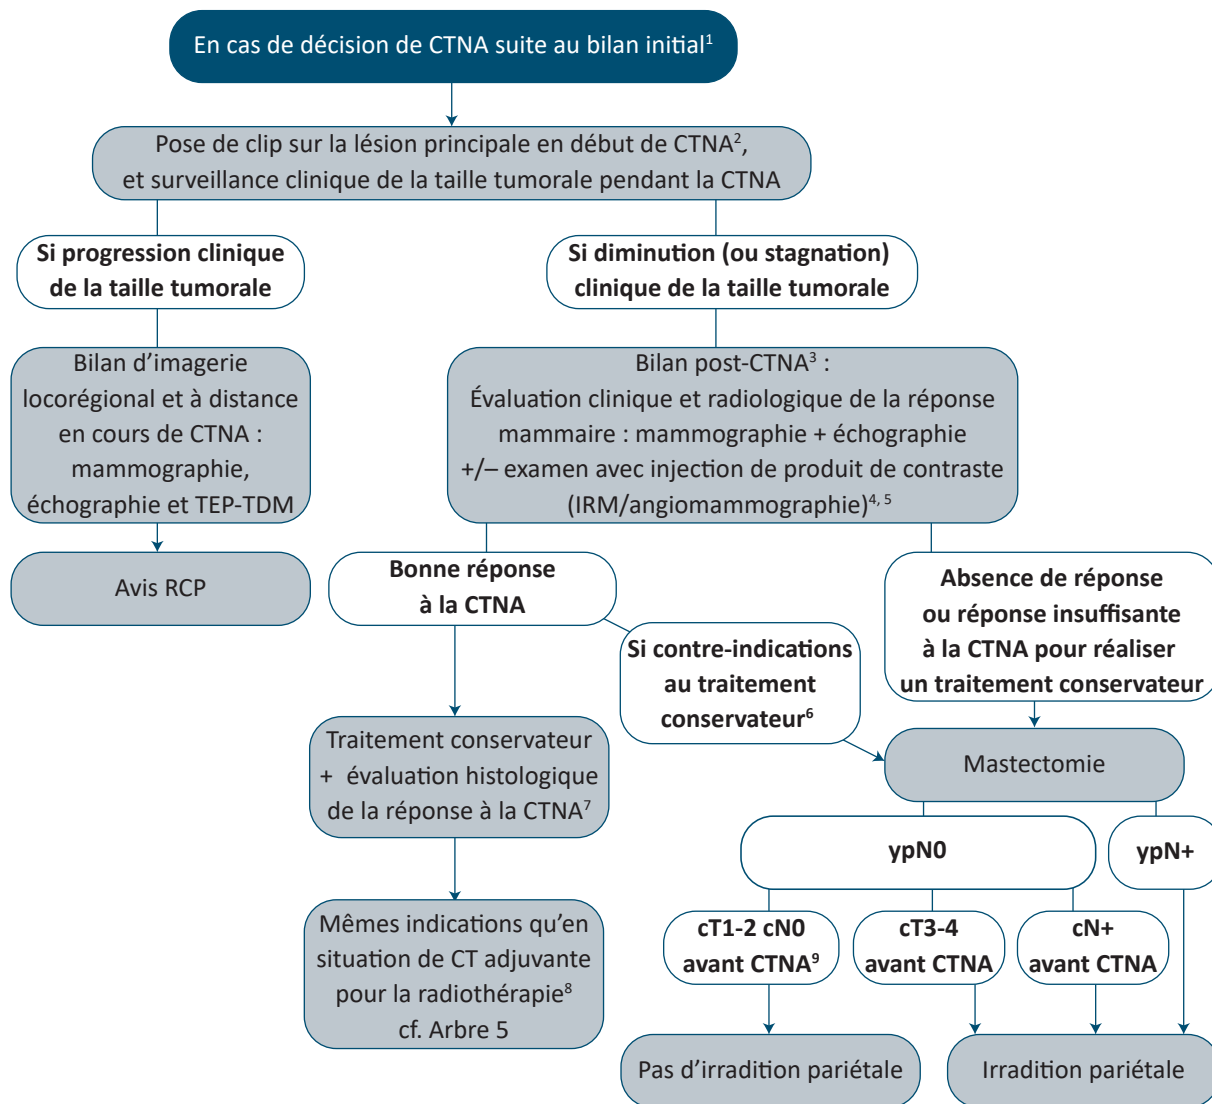 En cas de décision de CTNA suite au bilan initial1
Pose de clip sur la lésion principale en début de CTNA2,
et surveillance clinique de la taille tumorale pendant la CTNA
Si progression clinique
de la taille tumorale
Si diminution (ou stagnation)
clinique de la taille tumorale
Bilan d'imagerie
locorégional et à distance
en cours de CTNA :
mammographie,
échographie et TEP-TDM
Bilan post-CTNA3 :
Évaluation clinique et radiologique de la réponse
mammaire : mammographie + échographie
+/– examen avec injection de produit de contraste
(IRM/angiomammographie)4, 5
Avis RCP
Bonne réponse
à la CTNA
Absence de réponse
ou réponse insuffisante
à la CTNA pour réaliser
un traitement conservateur
Si contre-indications
au traitement
conservateur6
Traitement conservateur
+ évaluation histologique
de la réponse à la CTNA7
Mastectomie
ypN0
ypN+
Mêmes indications qu'en
situation de CT adjuvante
pour la radiothérapie8
cf. Arbre 5
cT1-2 cN0
avant CTNA9
cT3-4
avant CTNA
cN+
avant CTNA
Pas d'irradition pariétale
Irradition pariétale